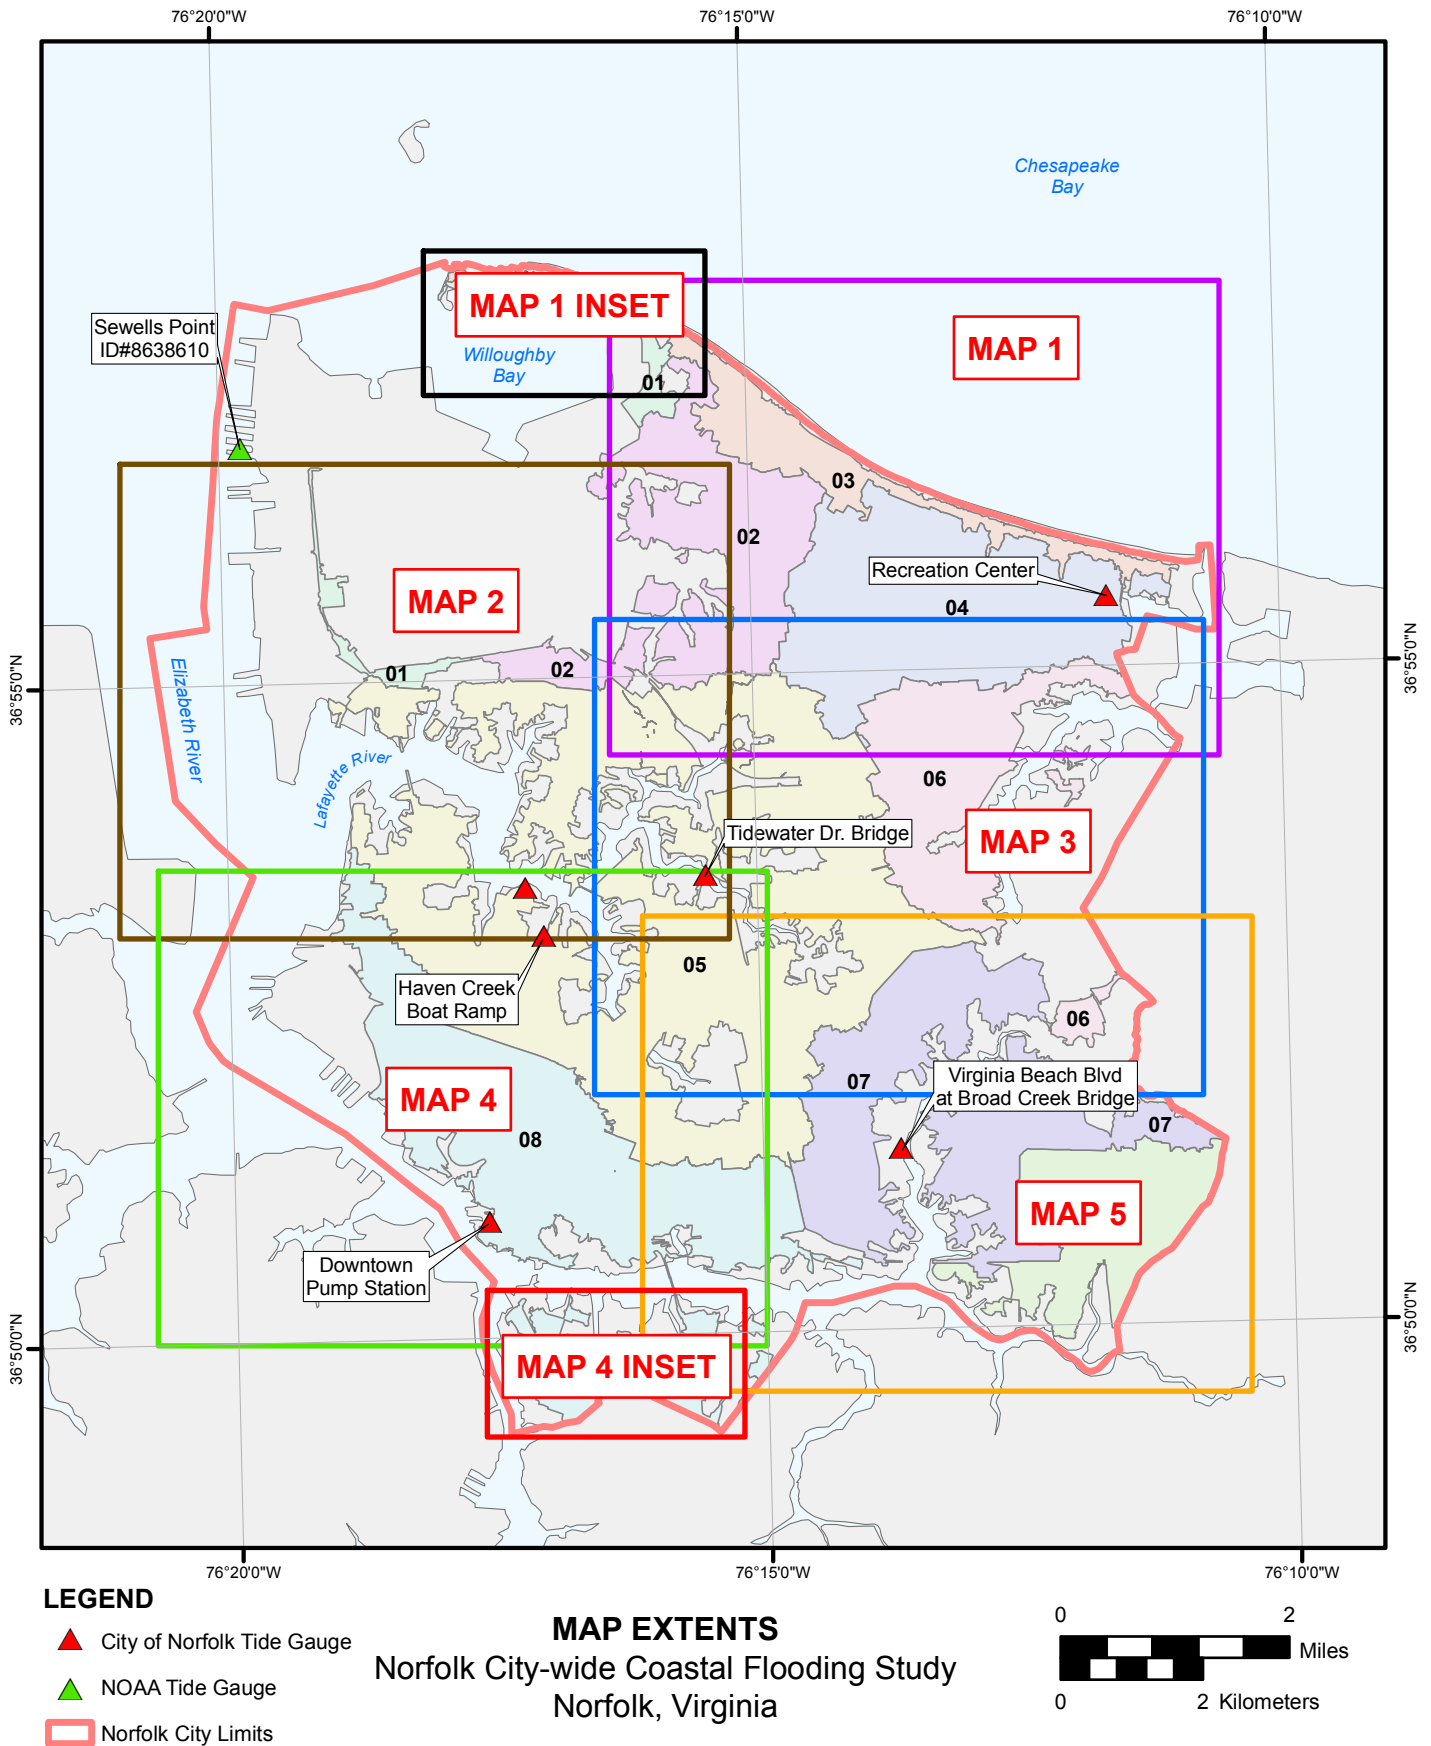 76°20'0"W
76°15'0"W
76°10'0"W
Chesapeake
Bay
MAP 1 INSET
Sewells Point
ID#8638610
MAP 1
Willoughby
Bay
01
03
02
Recreation Center
MAP 2
04
36°55'0"N
36°55'0"N
01
02
Elizabeth River
Lafayette River
06
Tidewater Dr. Bridge
MAP 3
05
Haven Creek
Boat Ramp
06
Virginia Beach Blvd
at Broad Creek Bridge
07
MAP 4
07
08
MAP 5
Downtown
Pump Station
36°50'0"N
36°50'0"N
MAP 4 INSET
76°20'0"W
76°15'0"W
76°10'0"W
LEGEND
City of Norfolk Tide Gauge
NOAA Tide Gauge
Norfolk City Limits
MAP EXTENTS
Norfolk City-wide Coastal Flooding Study
Norfolk, Virginia
0 2
Miles
0 2 Kilometers